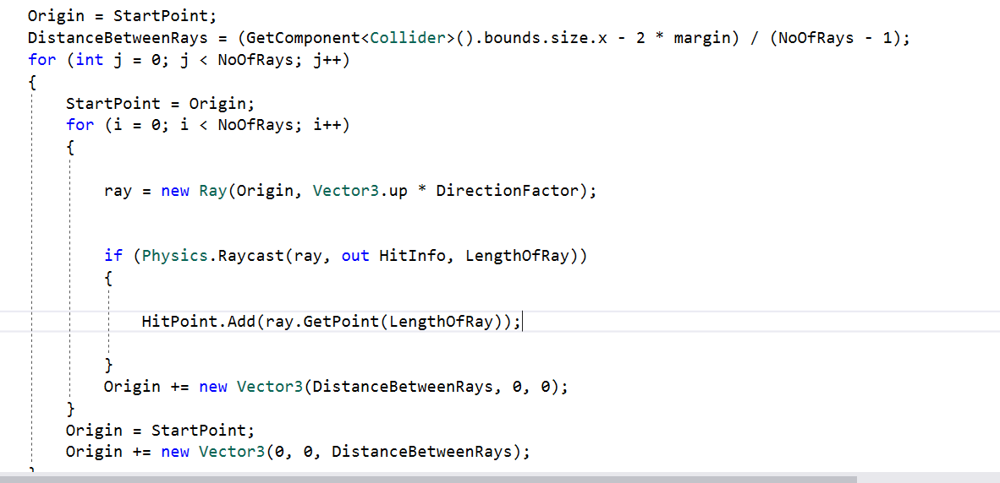 Origin = StartPoint;
DistanceBetweenRays = (GetComponent<Collider>().bounds.size.x - 2 * margin) / (NoOfRays - 1);
for (int j = 0; j < NoOfRays; j++)
{
StartPoint = Origin;
for (i = 0; i < NoOfRays; i++)
{
ray = new Ray(Origin, Vector3.up * DirectionFactor);
if (Physics.Raycast(ray, out HitInfo, LengthOfRay))
{
HitPoint.Add(ray.GetPoint(LengthOfRay));
}
Origin += new Vector3(DistanceBetweenRays, 0, 0);
}
Origin = StartPoint;
Origin += new Vector3(0, 0, DistanceBetweenRays);